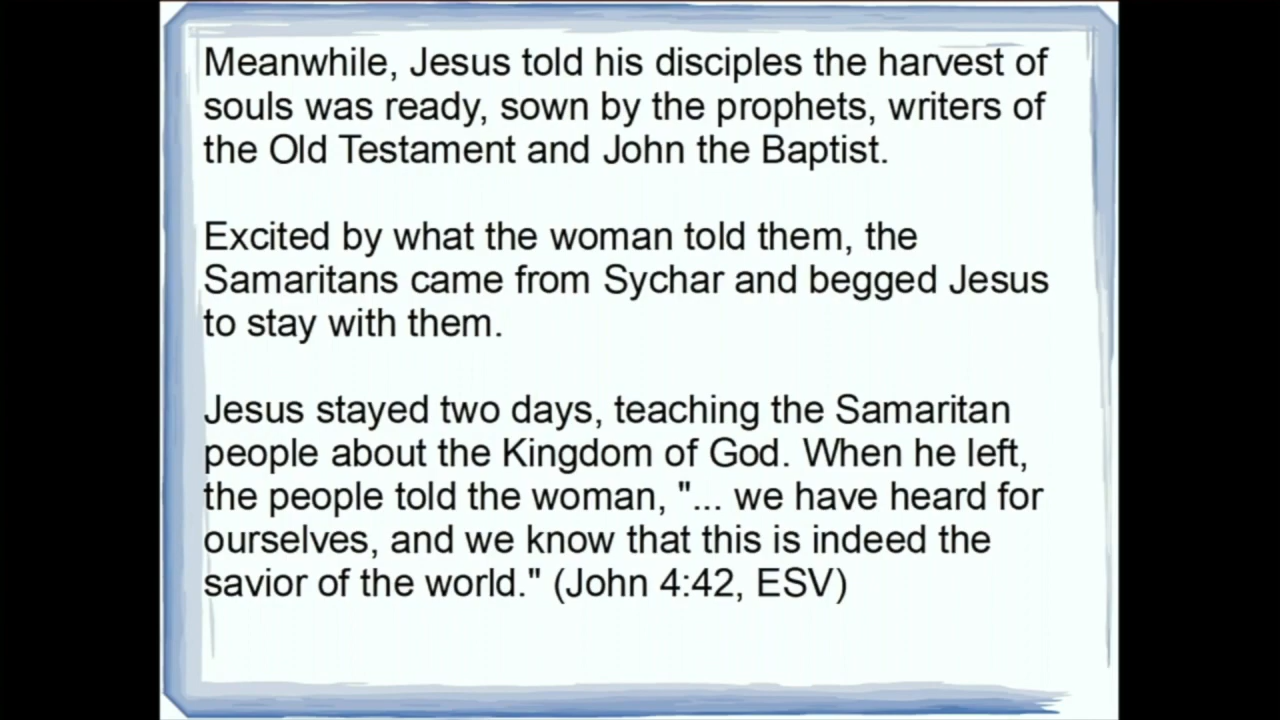 Meanwhile, Jesus told his disciples the harvest of
souls was ready, sown by the prophets, writers of
the Old Testament and John the Baptist.
Excited by what the woman told them, the
Samaritans came from Sychar and begged Jesus
to stay with them.
Jesus stayed two days, teaching the Samaritan
people about the Kingdom of God. When he left,
the people told the woman, "... we have heard for
ourselves, and we know that this is indeed the
savior of the world." (John 4:42, ESV)